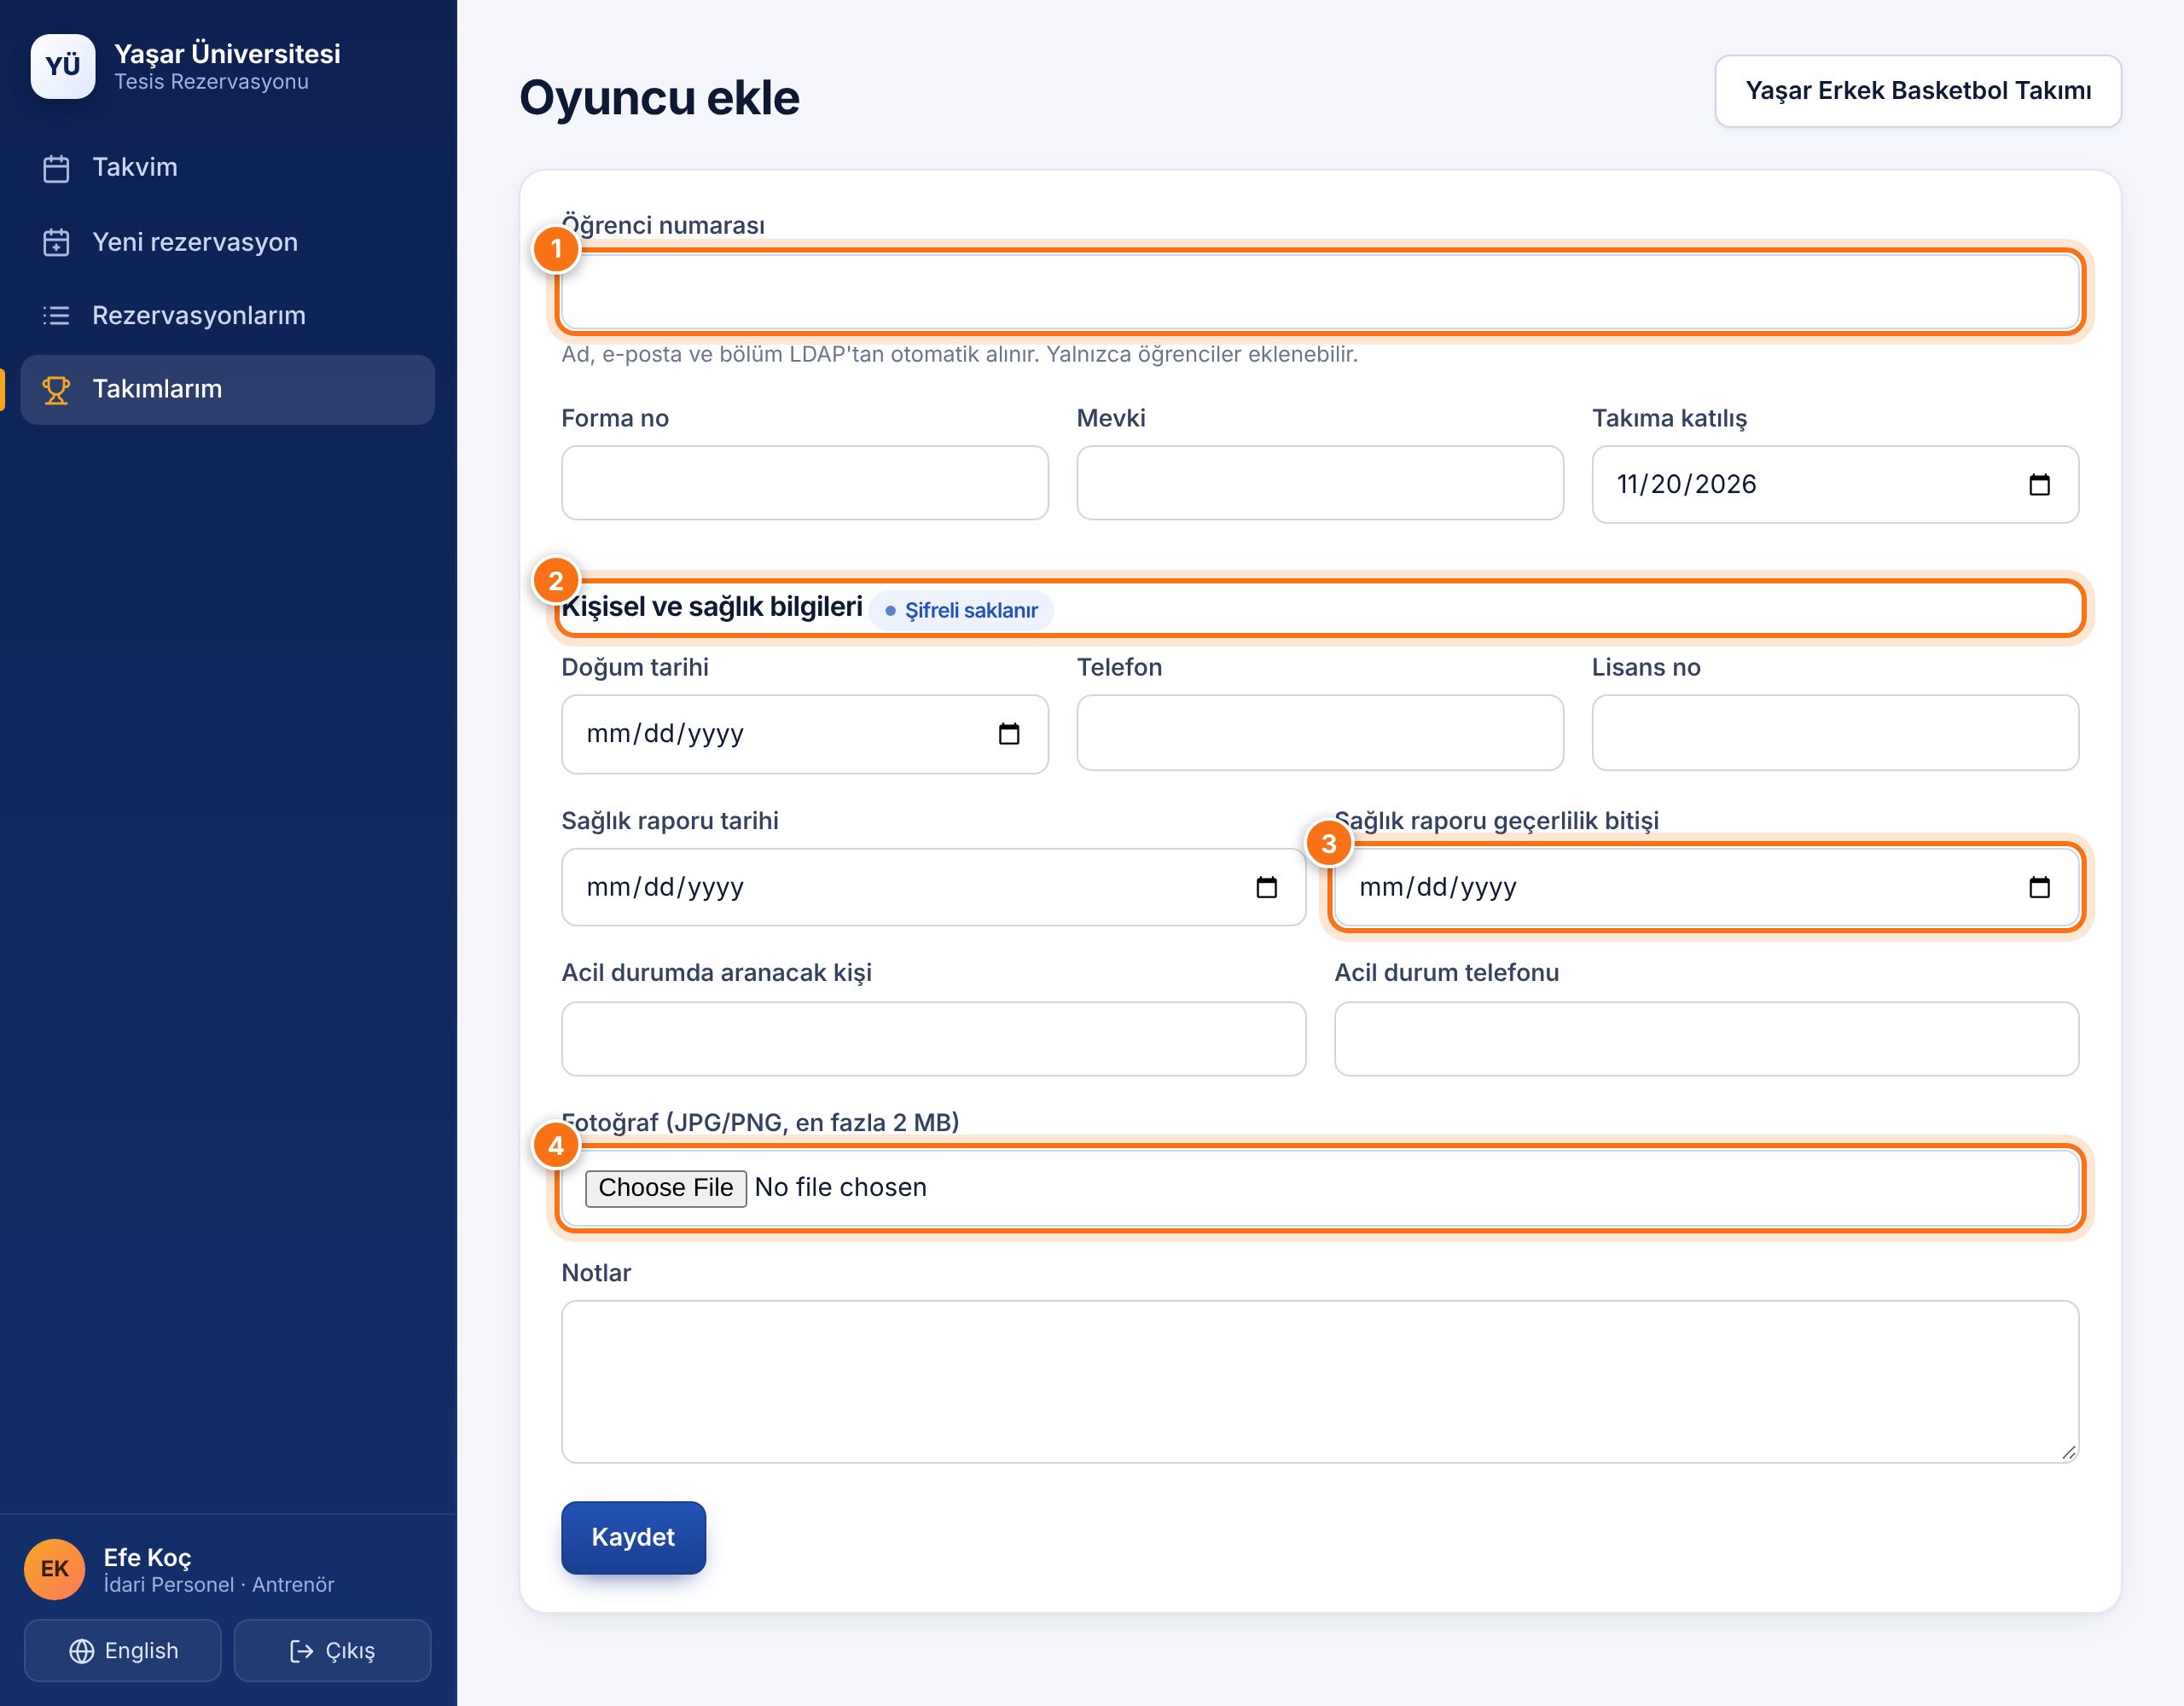 YÜ
Yaşar Üniversitesi
Tesis Rezervasyonu
Takvim
Yeni rezervasyon
Rezervasyonlarım
Takımlarım
Oyuncu ekle
Yaşar Erkek Basketbol Takımı
Öğrenci numarası
1
Ad, e-posta ve bölüm LDAP'tan otomatik alınır. Yalnızca öğrenciler eklenebilir.
Forma no
Mevki
Takıma katılış
11/20/2026
2
Kişisel ve sağlık bilgileri
Şifreli saklanır
Doğum tarihi
Telefon
Lisans no
mm/dd/yyyy
Sağlık raporu tarihi
Sağlık raporu geçerlilik bitişi
3
mm/dd/yyyy
mm/dd/yyyy
Acil durumda aranacak kişi
Acil durum telefonu
Fotoğraf (JPG/PNG, en fazla 2 MB)
4
Choose File No file chosen
Notlar
Kaydet
EK
Efe Koç
İdari Personel · Antrenör
English
Çıkış